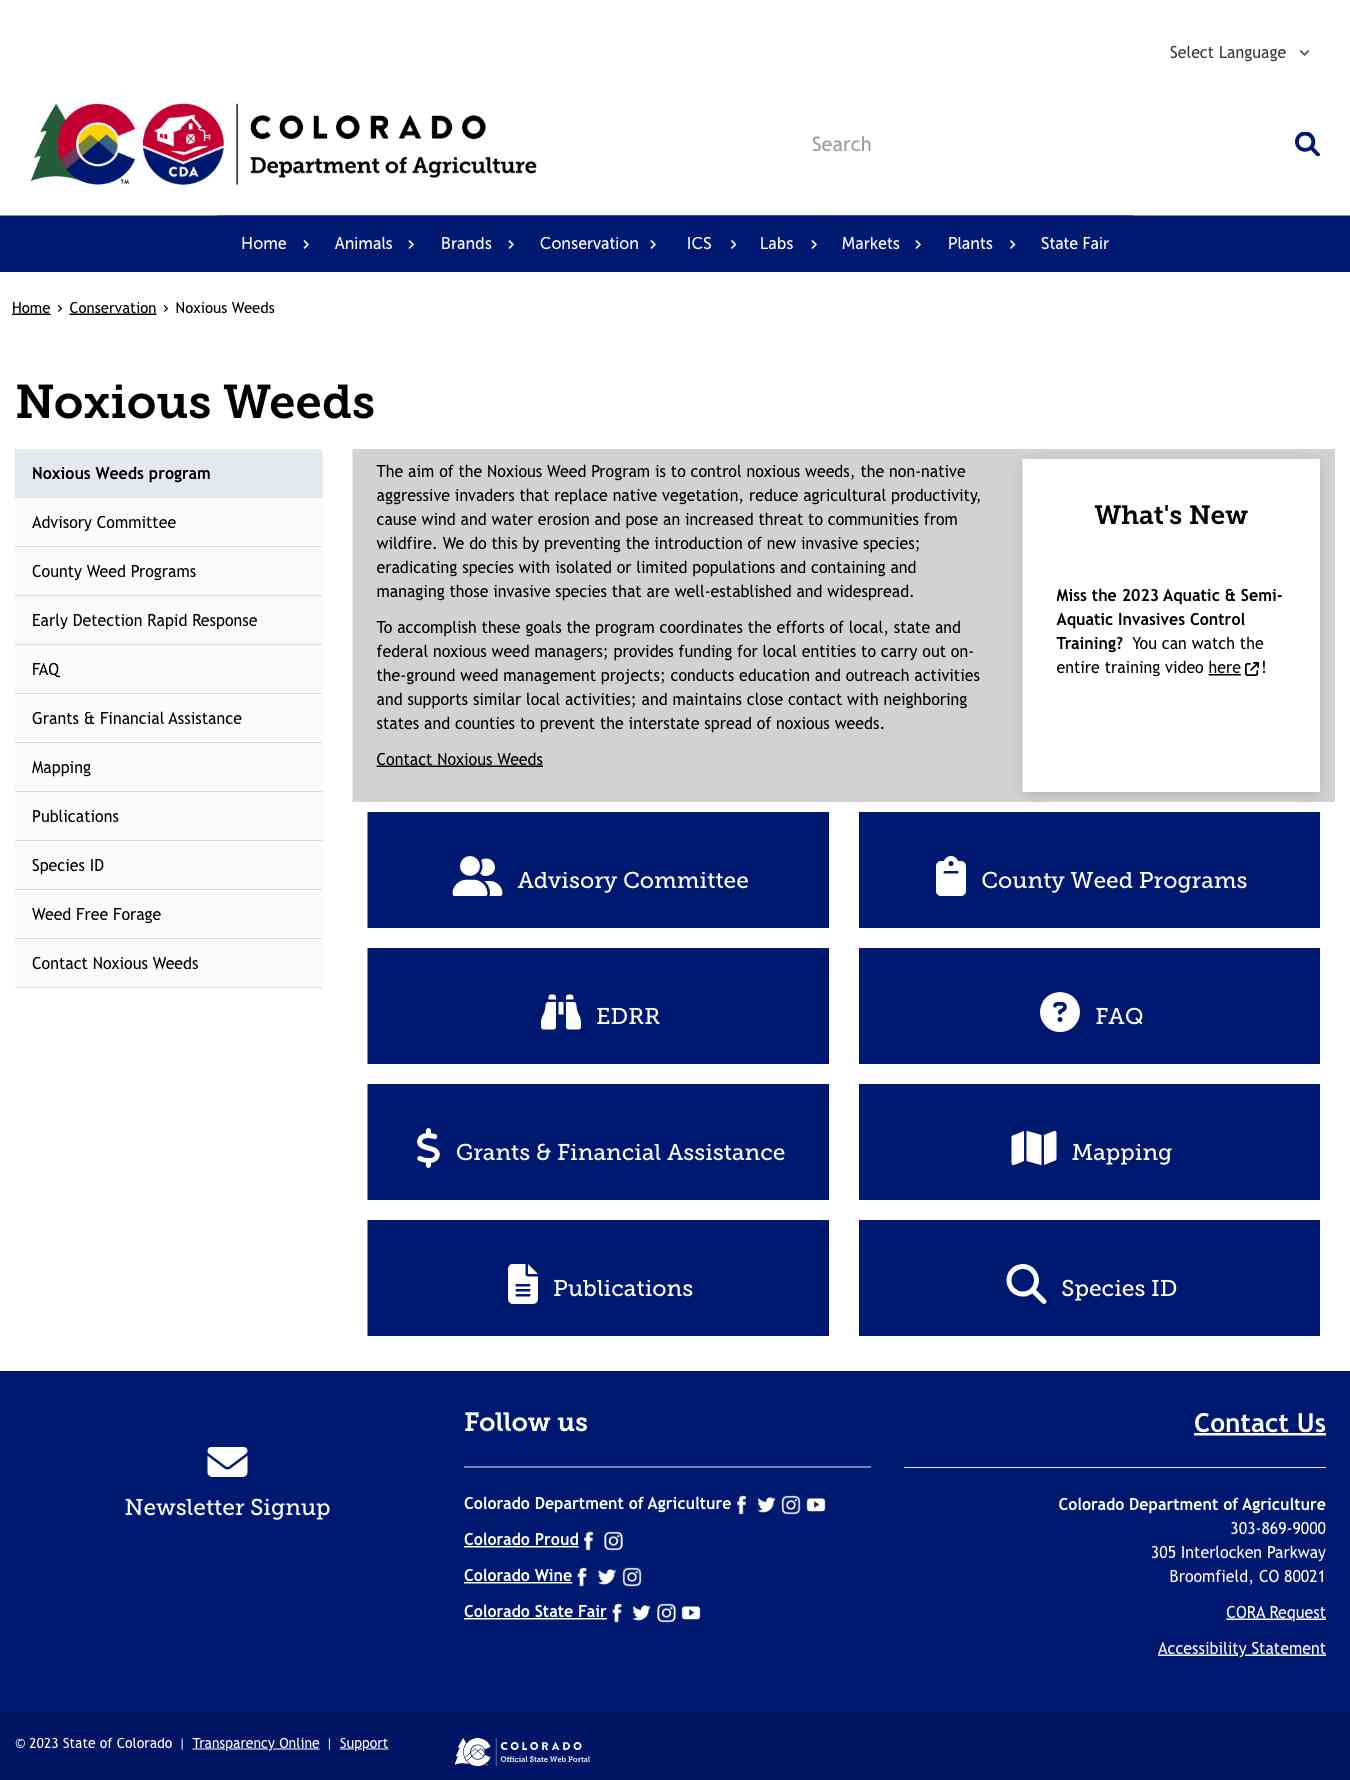 Select Language
COLORADO
Department of Agriculture
CDA
TM
Search
Home Animals Brands Conservation ICS Labs Markets Plants State Fair
Home › Conservation › Noxious Weeds
Noxious Weeds
Noxious Weeds program
Advisory Committee
County Weed Programs
Early Detection Rapid Response
FAQ
Grants & Financial Assistance
Mapping
Publications
Species ID
Weed Free Forage
Contact Noxious Weeds
The aim of the Noxious Weed Program is to control noxious weeds, the non-native
aggressive invaders that replace native vegetation, reduce agricultural productivity,
cause wind and water erosion and pose an increased threat to communities from
wildfire. We do this by preventing the introduction of new invasive species;
eradicating species with isolated or limited populations and containing and
managing those invasive species that are well-established and widespread.
To accomplish these goals the program coordinates the efforts of local, state and
federal noxious weed managers; provides funding for local entities to carry out on-
the-ground weed management projects; conducts education and outreach activities
and supports similar local activities; and maintains close contact with neighboring
states and counties to prevent the interstate spread of noxious weeds.
Contact Noxious Weeds
What's New
Miss the 2023 Aquatic & Semi-
Aquatic Invasives Control
Training? You can watch the
entire training video here !
Advisory Committee
County Weed Programs
EDRR
FAQ
Grants & Financial Assistance
Mapping
Publications
Species ID
Newsletter Signup
Follow us
Colorado Department of Agriculture
Colorado Proud
Colorado Wine
Colorado State Fair
Contact Us
Colorado Department of Agriculture
303-869-9000
305 Interlocken Parkway
Broomfield, CO 80021
CORA Request
Accessibility Statement
© 2023 State of Colorado | Transparency Online | Support
COLORADO
Official State Web Portal